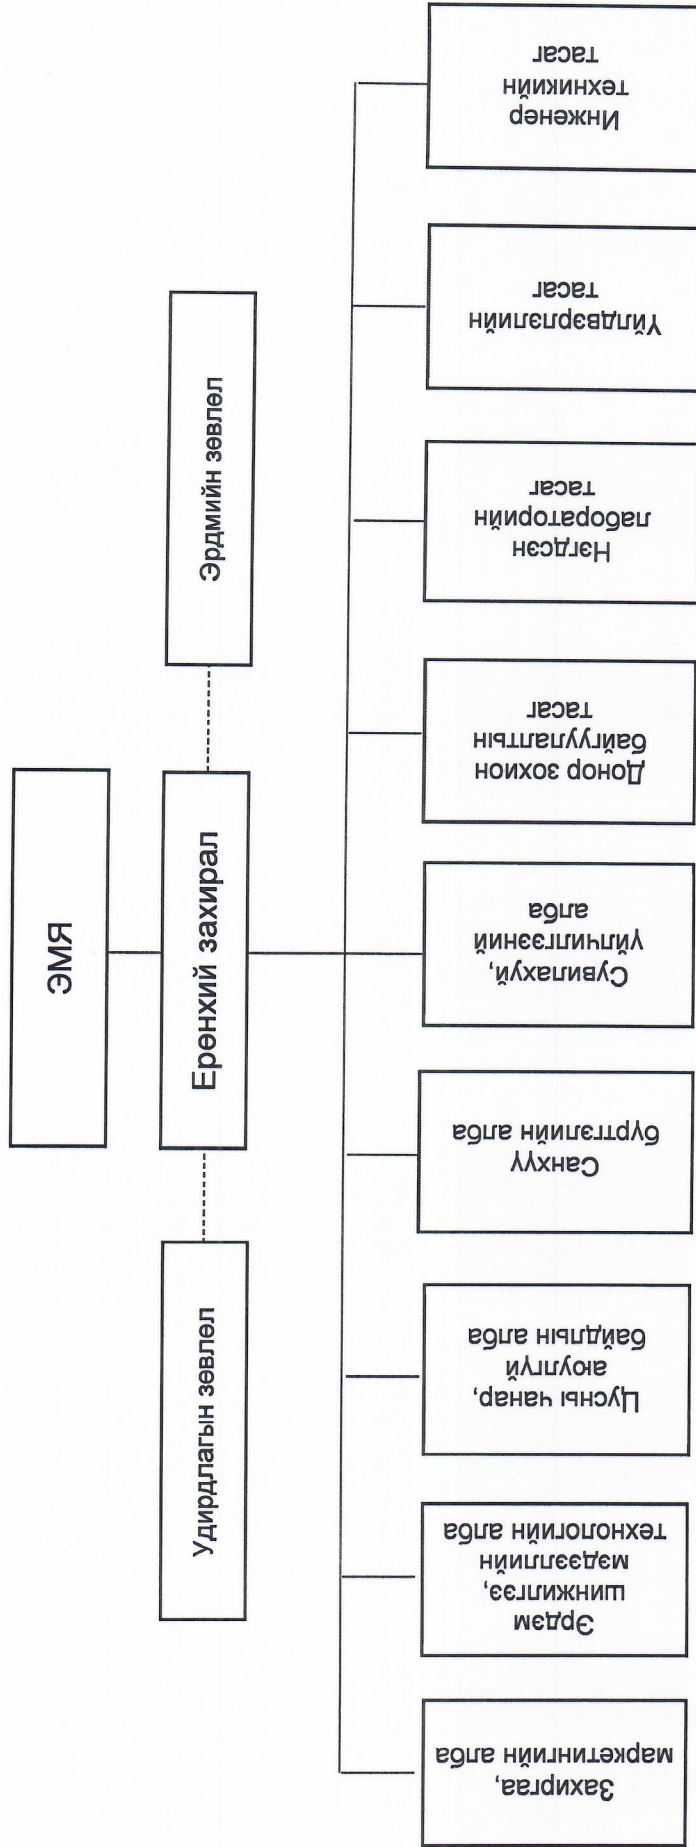 ЭМЯ
Удирдлагын зөвлөл
Ерөнхий захирал
Эрдмийн зөвлөл
Захиргаа,
маркетингийн алба
Эрдэм
шинжилгээ,
мэдээллийн
технологийн алба
Цусны чанар,
аюулгүй
байдлын алба
Санхүү
бүртгэлийн алба
Сувилахуй,
үйлчилгээний
алба
Донор зохион
байгуулалтын
тасаг
Нэгдсэн
лабораторийн
тасаг
Үйлдвэрлэлийн
тасаг
Инженер
техникийн
тасаг